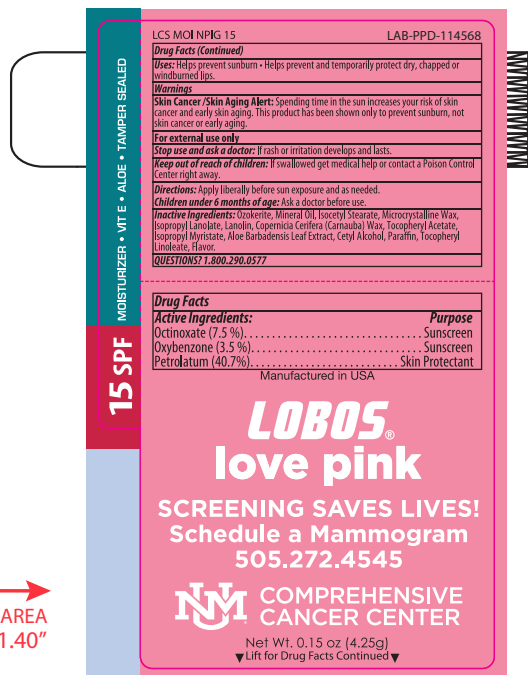 LCS MOI NPIG 15 LAB-PPD-114568
Drug Facts (Continued)
Uses: Helps prevent sunburn • Helps prevent and temporarily protect dry, chapped or
windburned lips.
Warnings
Skin Cancer /Skin Aging Alert: Spending time in the sun increases your risk of skin
cancer and early skin aging. This product has been shown only to prevent sunburn, not
skin cancer or early aging.
For external use only
Stop use and ask a doctor: If rash or irritation develops and lasts.
Keep out of reach of children: If swallowed get medical help or contact a Poison Control
Center right away.
Directions: Apply liberally before sun exposure and as needed.
Children under 6 months of age: Ask a doctor before use.
Inactive Ingredients: Ozokerite, Mineral Oil, Isocetyl Stearate, Microcrystalline Wax,
Isopropyl Lanolate, Lanolin, Copernicia Cerifera (Carnauba) Wax, Tocopheryl Acetate,
Isopropyl Myristate, Aloe Barbadensis Leaf Extract, Cetyl Alcohol, Paraffin, Tocopheryl
Linoleate, Flavor.
QUESTIONS? 1.800.290.0577
Drug Facts
Active Ingredients: Purpose
Octinoxate (7.5 %)............................Sunscreen
Oxybenzone (3.5 %)............................Sunscreen
Petrolatum (40.7%)........................Skin Protectant
Manufactured in USA
LOBOS®
love pink
SCREENING SAVES LIVES!
Schedule a Mammogram
505.272.4545
UNM COMPREHENSIVE
CANCER CENTER
Net Wt. 0.15 oz (4.25g)
▼Lift for Drug Facts Continued▼
15 SPF MOISTURIZER • VIT E • ALOE • TAMPER SEALED
AREA
1.40"